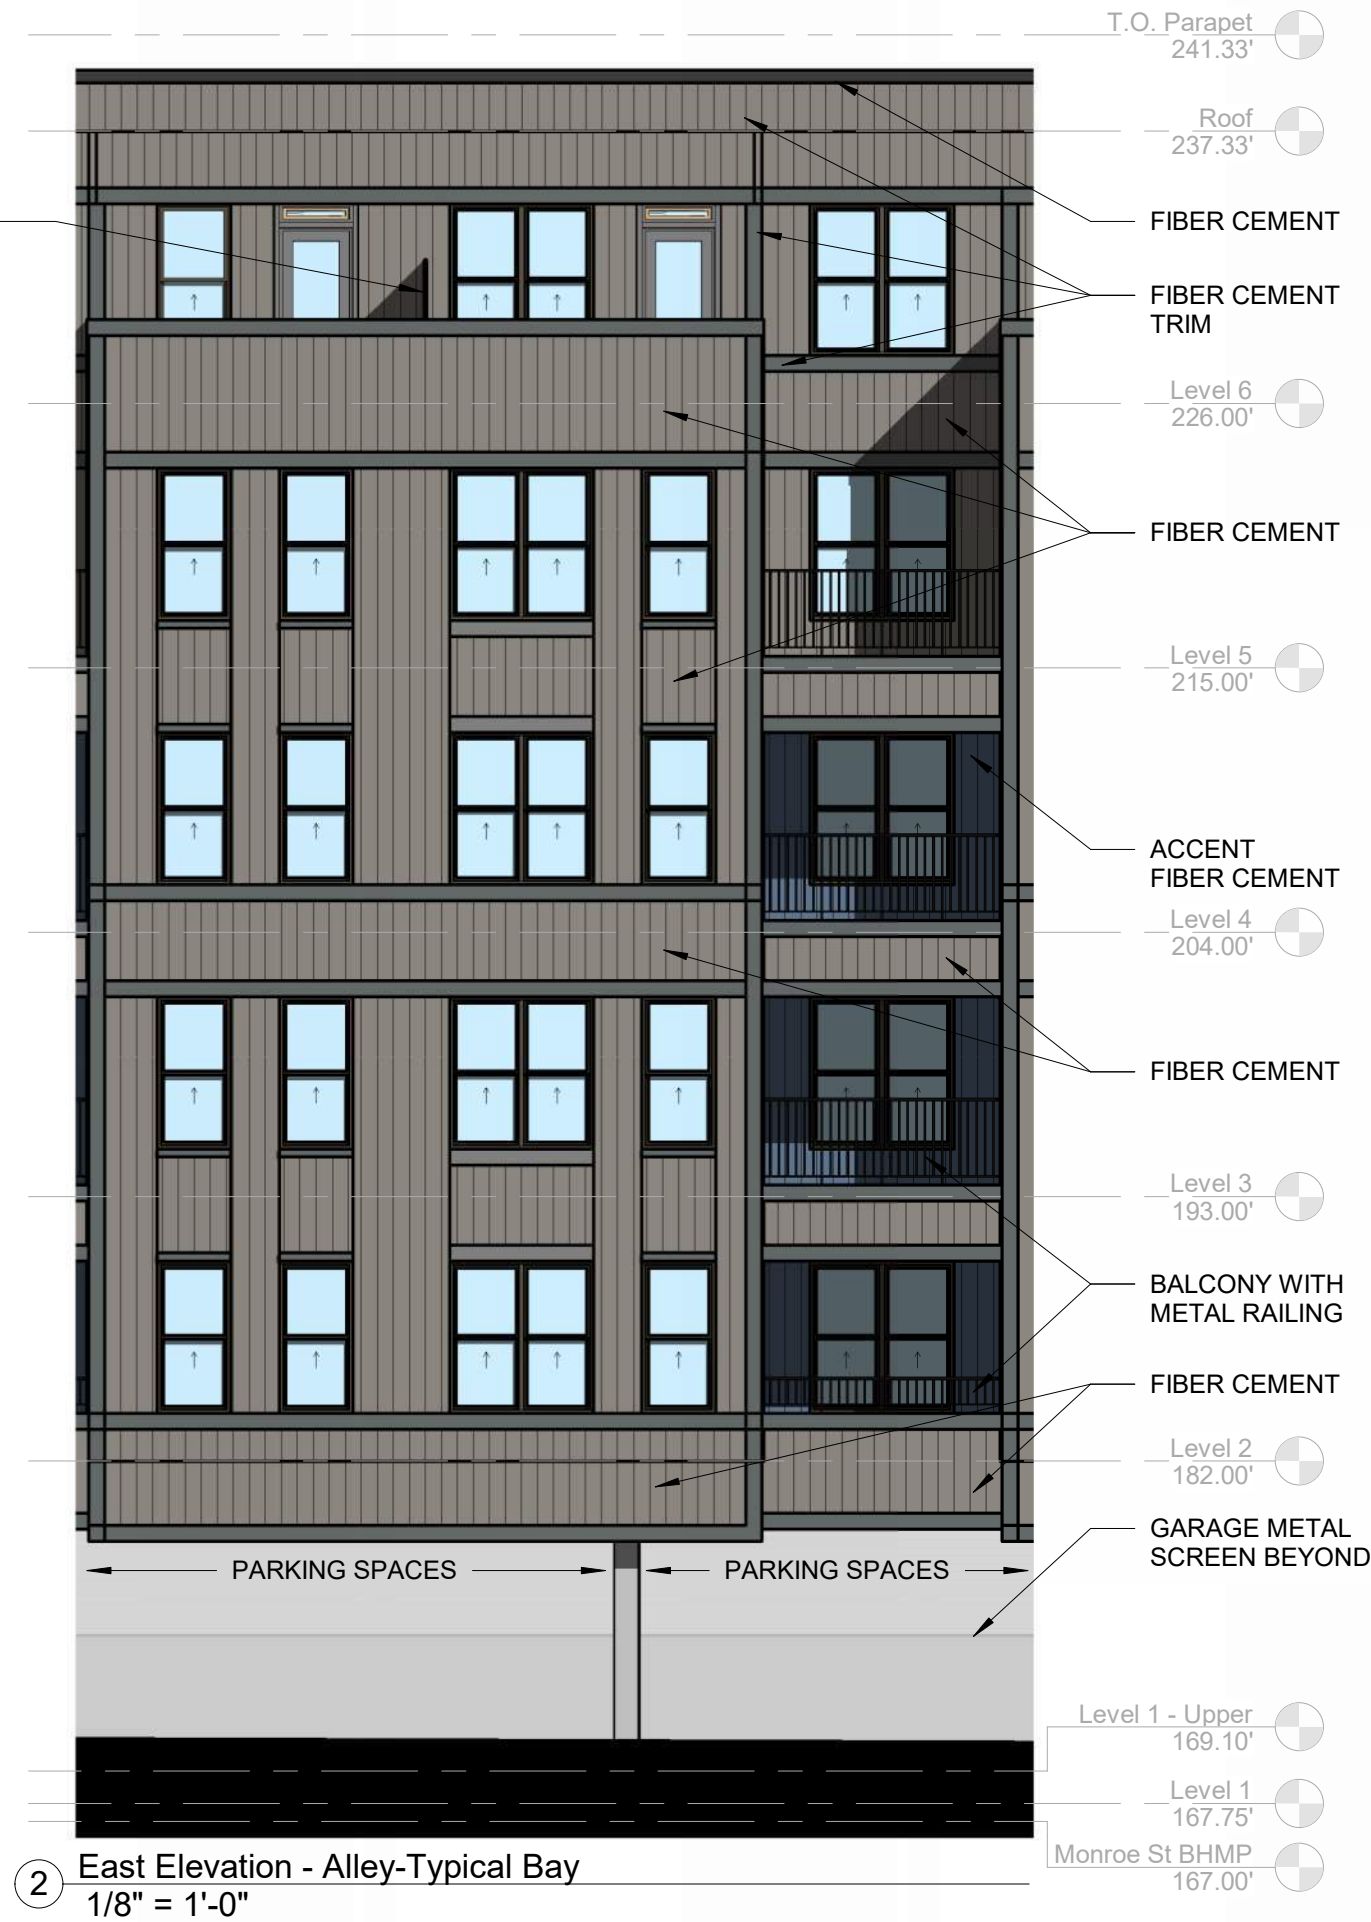 T.O. Parapet
241.33'
Roof
237.33'
FIBER CEMENT
FIBER CEMENT
TRIM
Level 6
226.00'
FIBER CEMENT
Level 5
215.00'
ACCENT
FIBER CEMENT
Level 4
204.00'
FIBER CEMENT
Level 3
193.00'
BALCONY WITH
METAL RAILING
FIBER CEMENT
Level 2
182.00'
GARAGE METAL
SCREEN BEYOND
PARKING SPACES
PARKING SPACES
Level 1 - Upper
169.10'
Level 1
167.75'
Monroe St BHMP
167.00'
2
East Elevation - Alley-Typical Bay
1/8" = 1'-0"